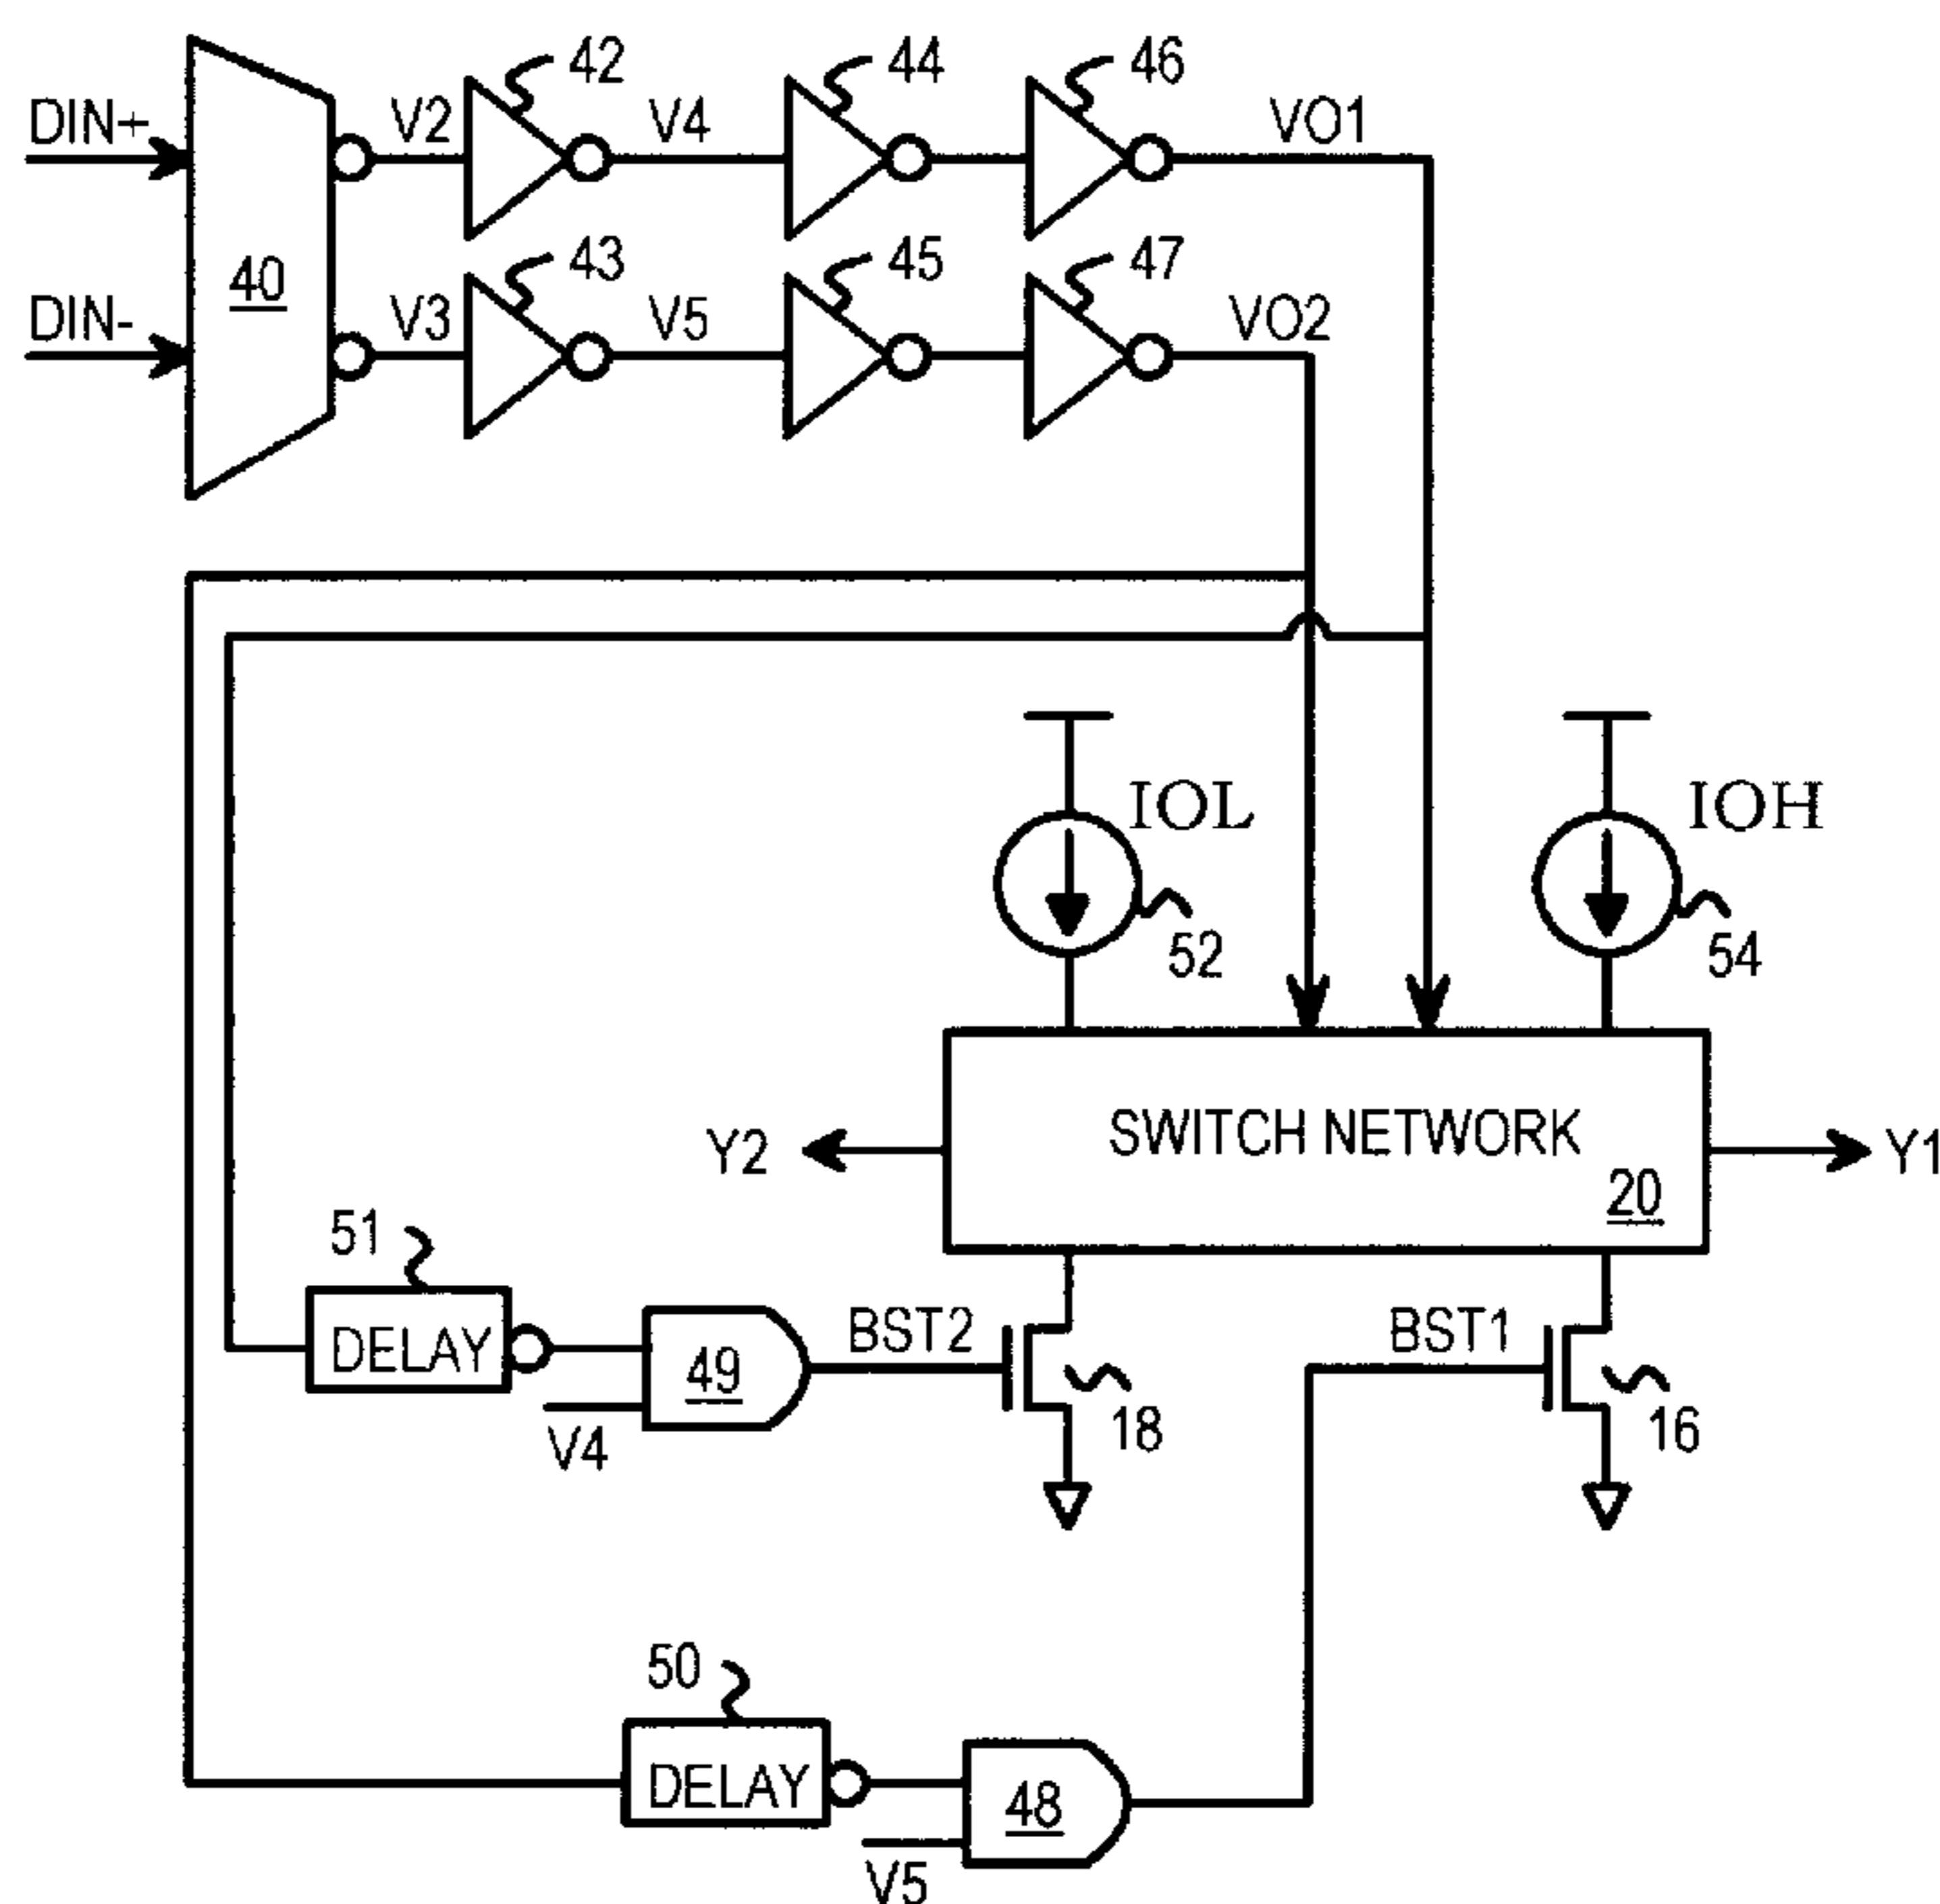 42 44 46
DIN+ V2 V4 VO1
40 43 45 47
DIN- V3 V5 VO2
IOL IOH
52 54
SWITCH NETWORK
Y2 Y1
20
51
DELAY 49 BST2 BST1
V4 18 16
50
DELAY 48
V5